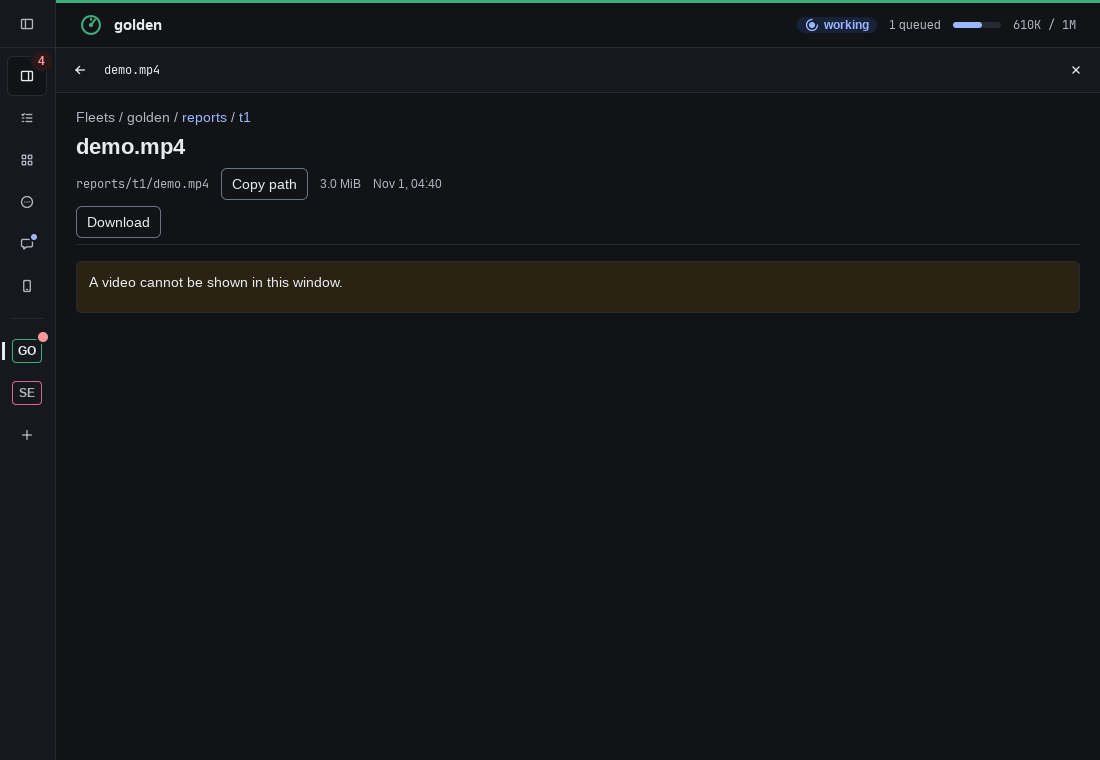 golden
working
1 queued
610K / 1M
4
demo.mp4
Fleets / golden / reports / t1
demo.mp4
reports/t1/demo.mp4
Copy path
3.0 MiB
Nov 1, 04:40
Download
A video cannot be shown in this window.
GO
SE